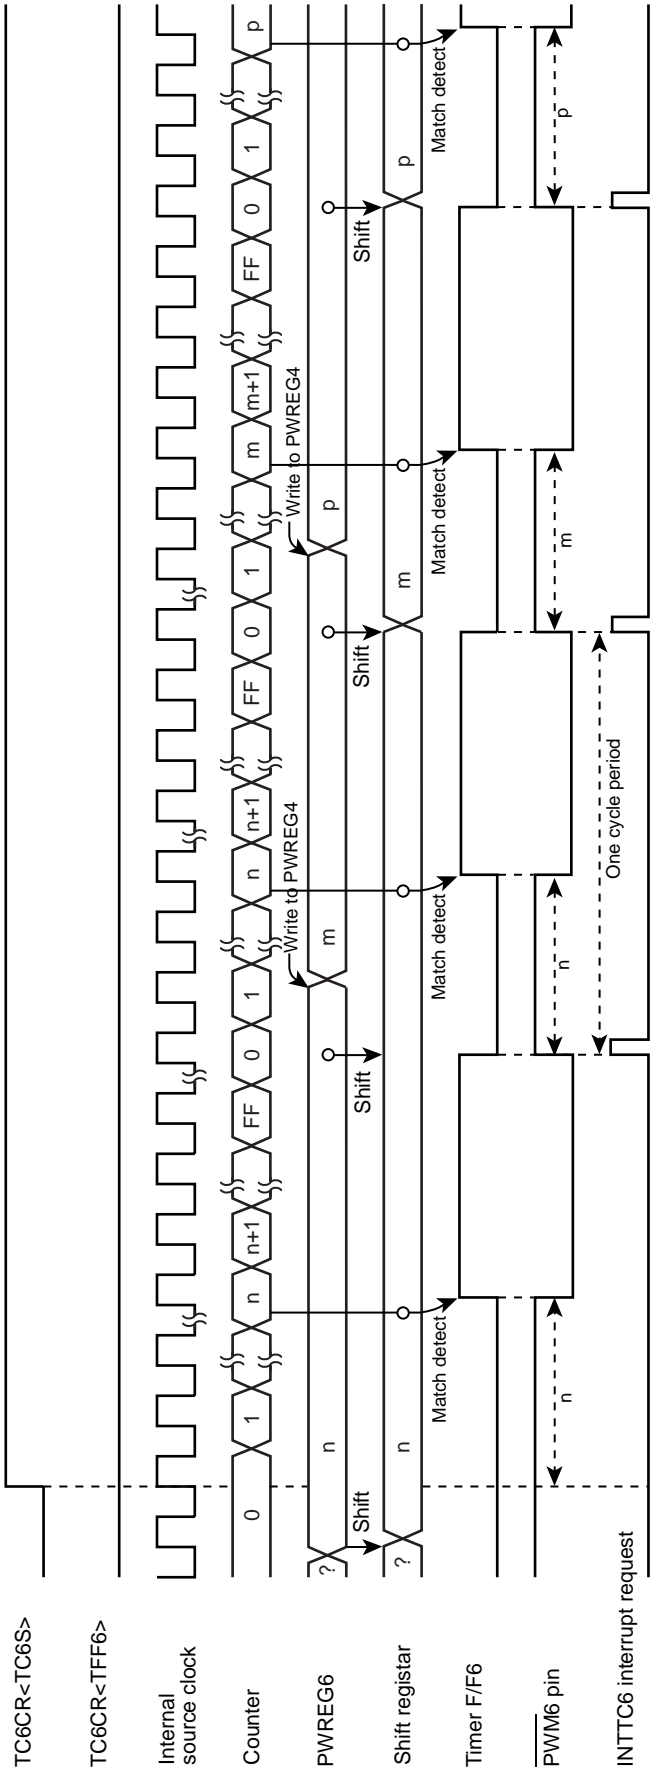 TC6CR<TC6S>
TC6CR<TFF6>
Internal
source clock
Counter 0 1 n n+1 FF 0 1 n n+1 FF 0 1 m m+1 FF 0 1 p
Write to PWREG4 Write to PWREG4
PWREG6 ? n m p
Shift Shift Shift Shift
Shift registar ? n m p
Match detect Match detect Match detect Match detect
Timer F/F6
PWM6 pin n n m p
One cycle period
INTTC6 interrupt request